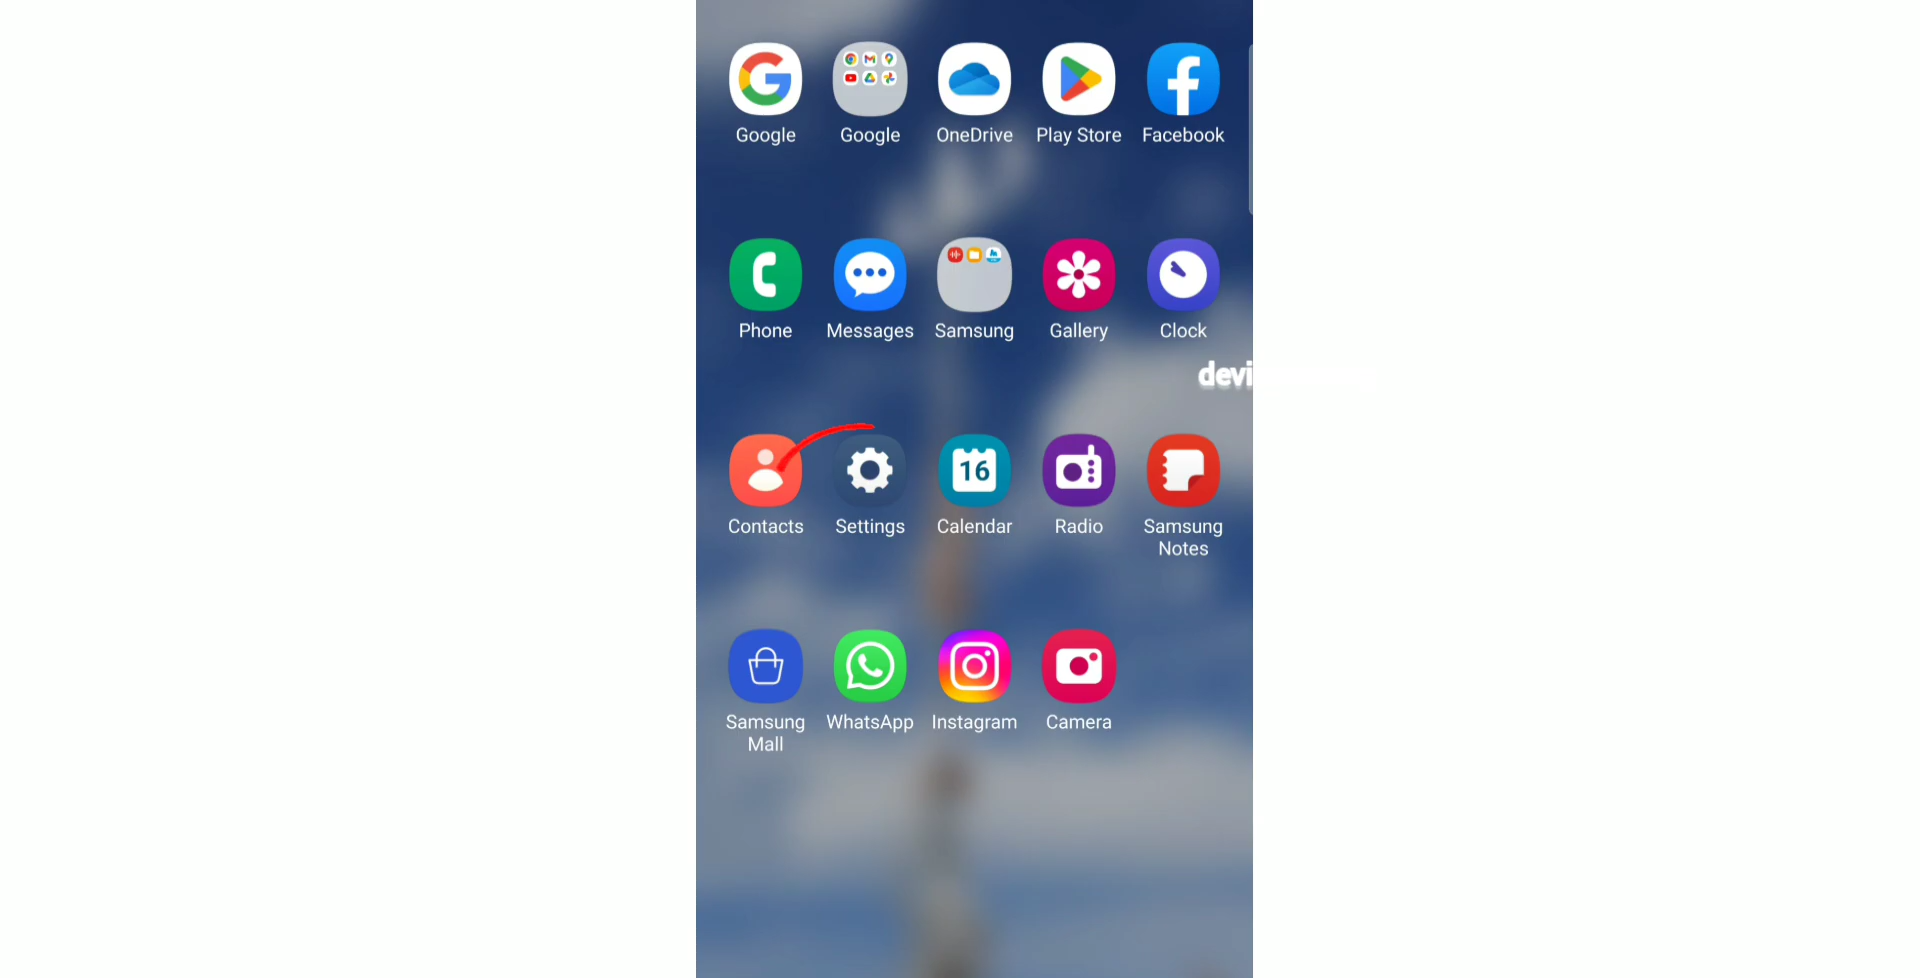 Google Google OneDrive Play Store Facebook
Phone Messages Samsung Gallery Clock
devi
16
Contacts Settings Calendar Radio Samsung Notes
Samsung Mall WhatsApp Instagram Camera